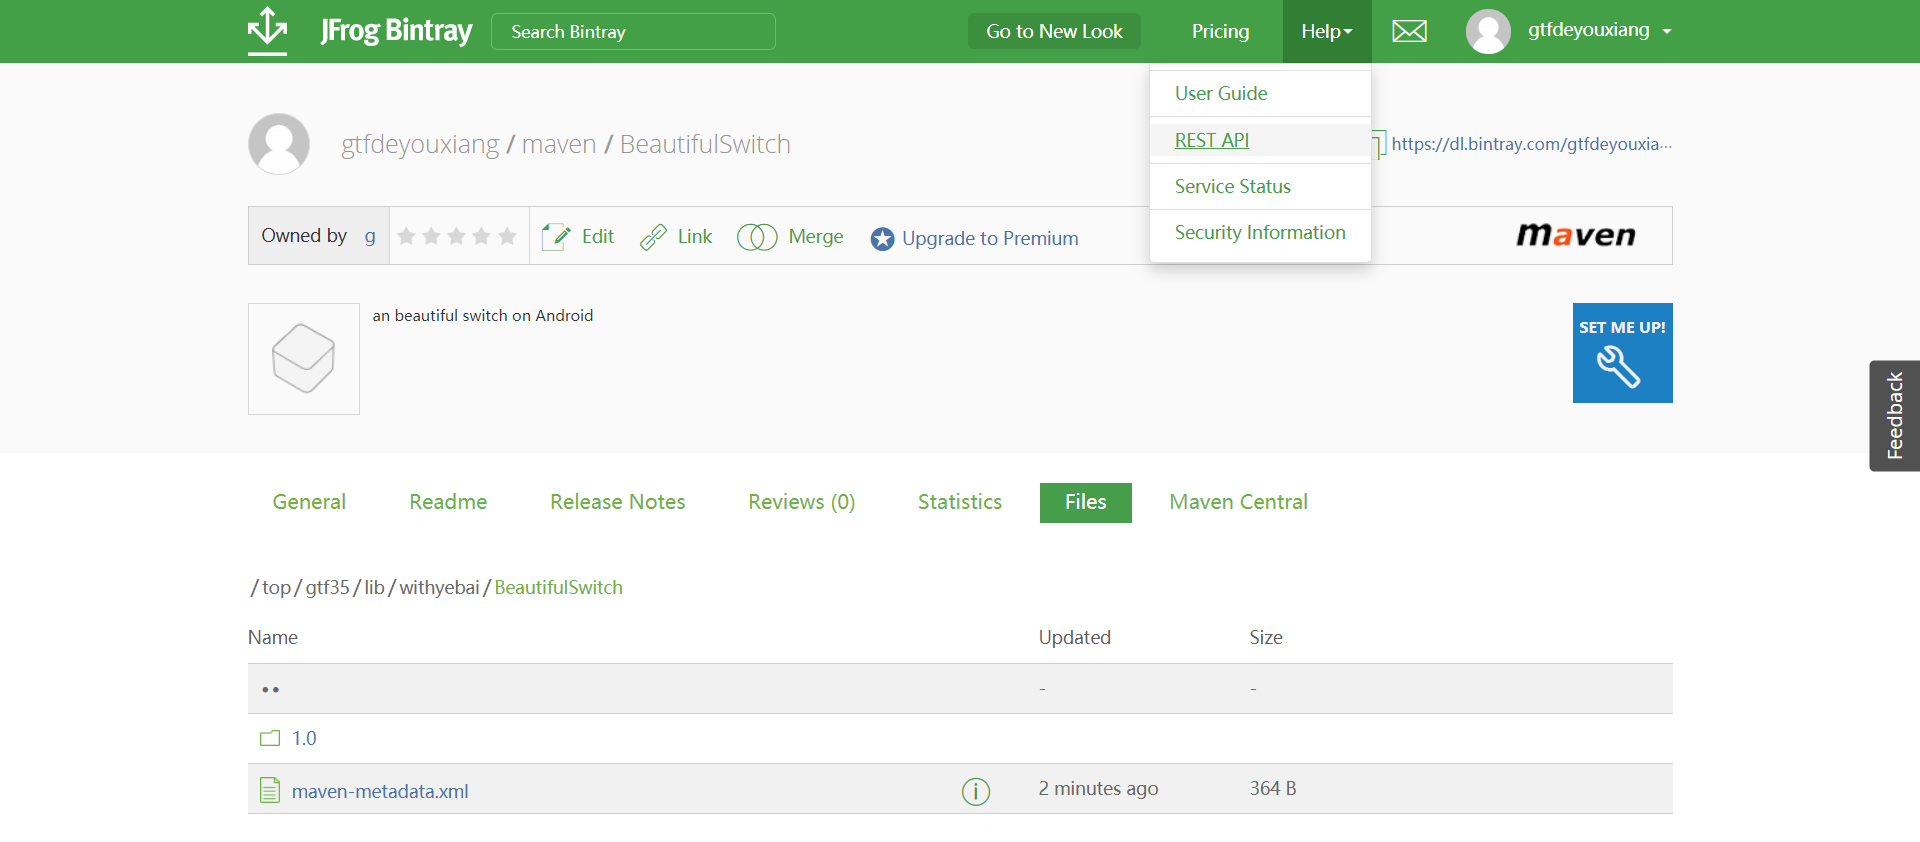 JFrog Bintray Search Bintray Go to New Look Pricing Help gtfdeyouxiang
User Guide
REST API
Service Status
Security Information
gtfdeyouxiang / maven / BeautifulSwitch https://dl.bintray.com/gtfdeyouxia...
Owned by g Edit Link Merge Upgrade to Premium maven
an beautiful switch on Android
SET ME UP!
Feedback
General Readme Release Notes Reviews (0) Statistics Files Maven Central
/ top / gtf35 / lib / withyebai / BeautifulSwitch
Name Updated Size
•• - -
1.0
maven-metadata.xml i 2 minutes ago 364 B